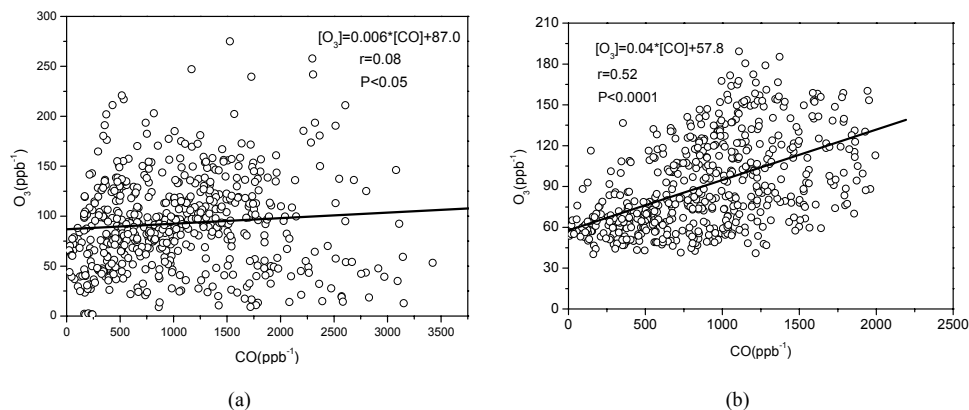 (a)
300
250
200
150
100
50
0
O3(ppb-1)
[O3]=0.006*[CO]+87.0
r=0.08
P<0.05
0 500 1000 1500 2000 2500 3000 3500
CO(ppb-1)
(a)
(b)
210
180
150
120
90
60
30
0
O3(ppb-1)
[O3]=0.04*[CO]+57.8
r=0.52
P<0.0001
0 500 1000 1500 2000 2500
CO(ppb-1)
(b)